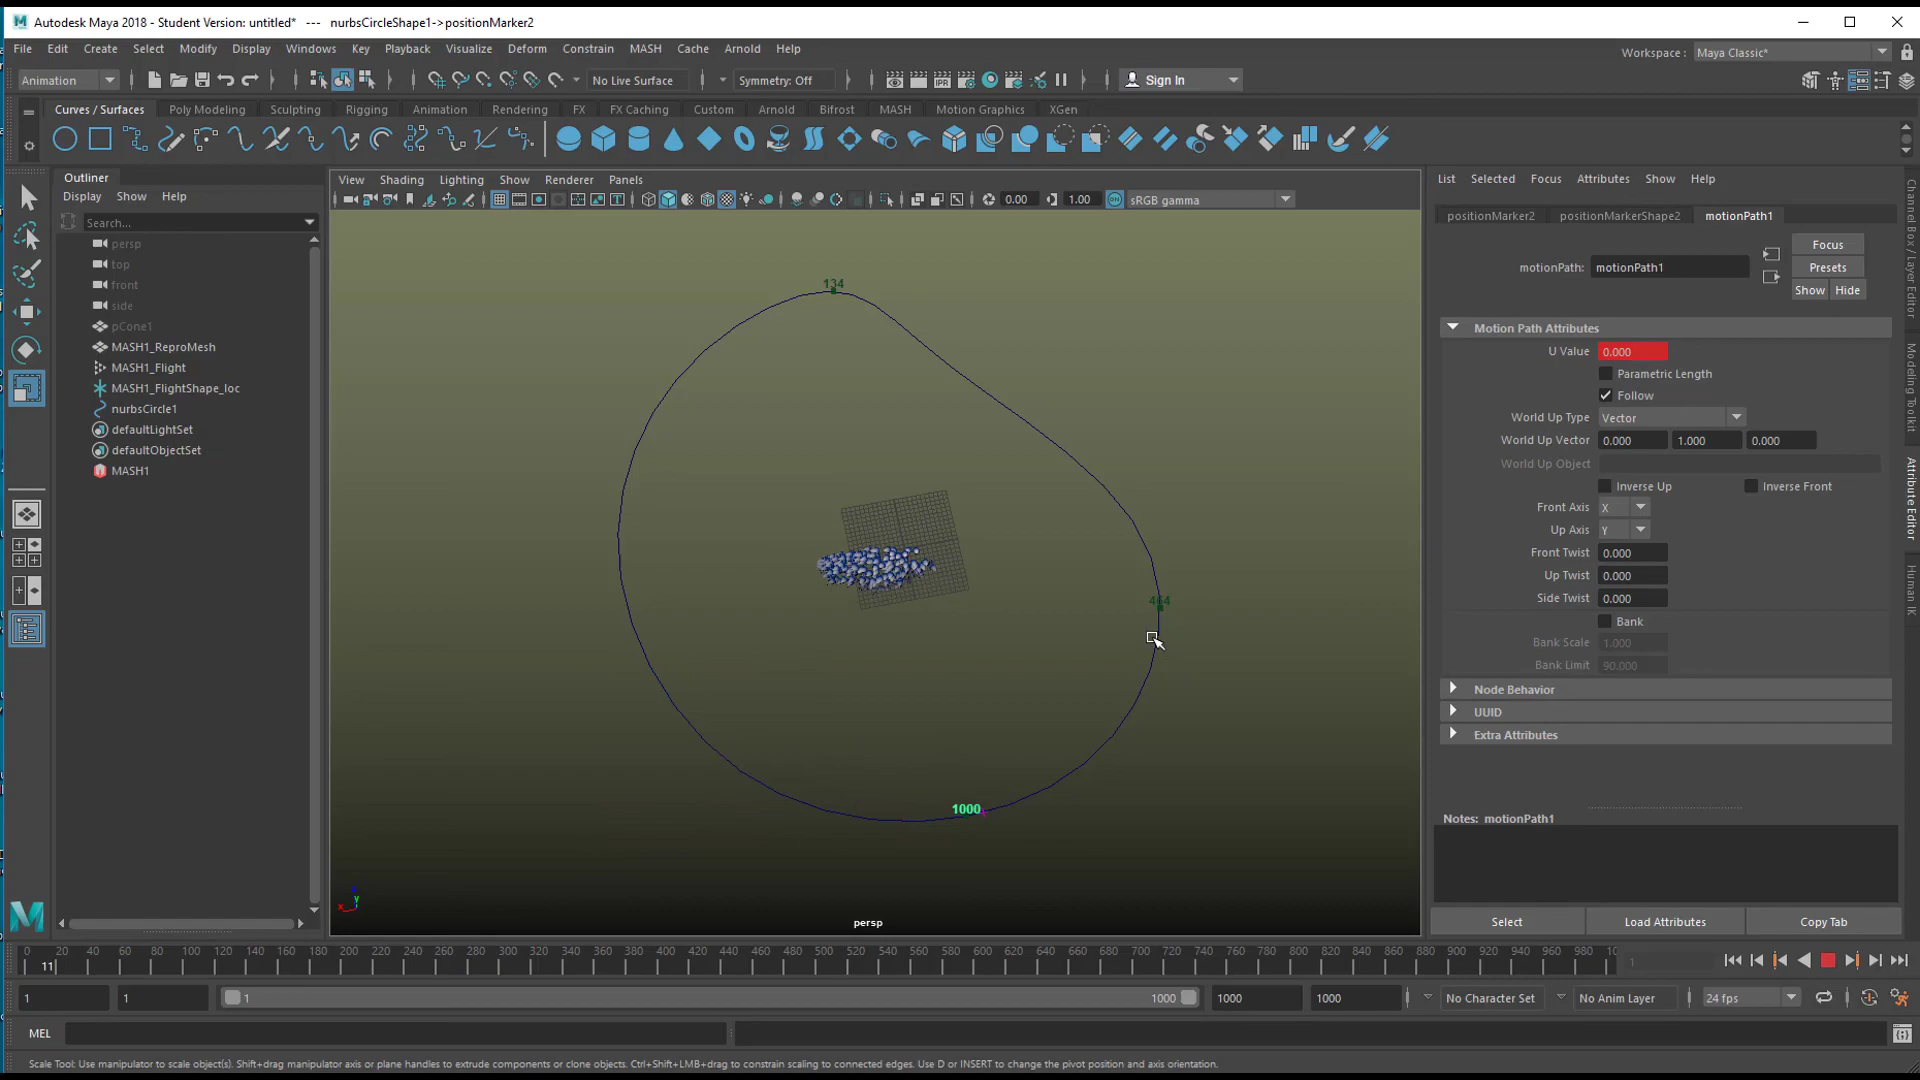 Autodesk Maya 2018 - Student Version: untitled*   ---   nurbsCircleShape1->positionMarker2
File Edit Create Select Modify Display Windows Key Playback Visualize Deform Constrain MASH Cache Arnold Help
Workspace : Maya Classic*
Animation No Live Surface Symmetry: Off Sign In
Curves / Surfaces Poly Modeling Sculpting Rigging Animation Rendering FX FX Caching Custom Arnold Bifrost MASH Motion Graphics XGen
Outliner
Display Show Help
Search...
persp
top
front
side
pCone1
MASH1_ReproMesh
MASH1_Flight
MASH1_FlightShape_loc
nurbsCircle1
defaultLightSet
defaultObjectSet
MASH1
View Shading Lighting Show Renderer Panels
0.00 1.00 ON sRGB gamma
134
464
1000
persp
List Selected Focus Attributes Show Help
positionMarker2 positionMarkerShape2 motionPath1
motionPath: motionPath1
Focus
Presets
Show Hide
Motion Path Attributes
U Value 0.000
Parametric Length
Follow
World Up Type Vector
World Up Vector 0.000 1.000 0.000
World Up Object
Inverse Up Inverse Front
Front Axis X
Up Axis Y
Front Twist 0.000
Up Twist 0.000
Side Twist 0.000
Bank
Bank Scale 1.000
Bank Limit 90.000
Node Behavior
UUID
Extra Attributes
Notes: motionPath1
Select Load Attributes Copy Tab
Channel Box / Layer Editor
Modeling Toolkit
Attribute Editor
Human IK
0 20 40 60 80 100 120 140 160 180 200 220 240 260 280 300 320 340 360 380 400 420 440 460 480 500 520 540 560 580 600 620 640 660 680 700 720 740 760 780 800 820 840 860 880 900 920 940 960 980 10
11 1
1 1 1 1000 1000 1000 No Character Set No Anim Layer 24 fps
MEL
Scale Tool: Use manipulator to scale object(s). Shift+drag manipulator axis or plane handles to extrude components or clone objects. Ctrl+Shift+LMB+drag to constrain scaling to connected edges. Use D or INSERT to change the pivot position and axis orientation.